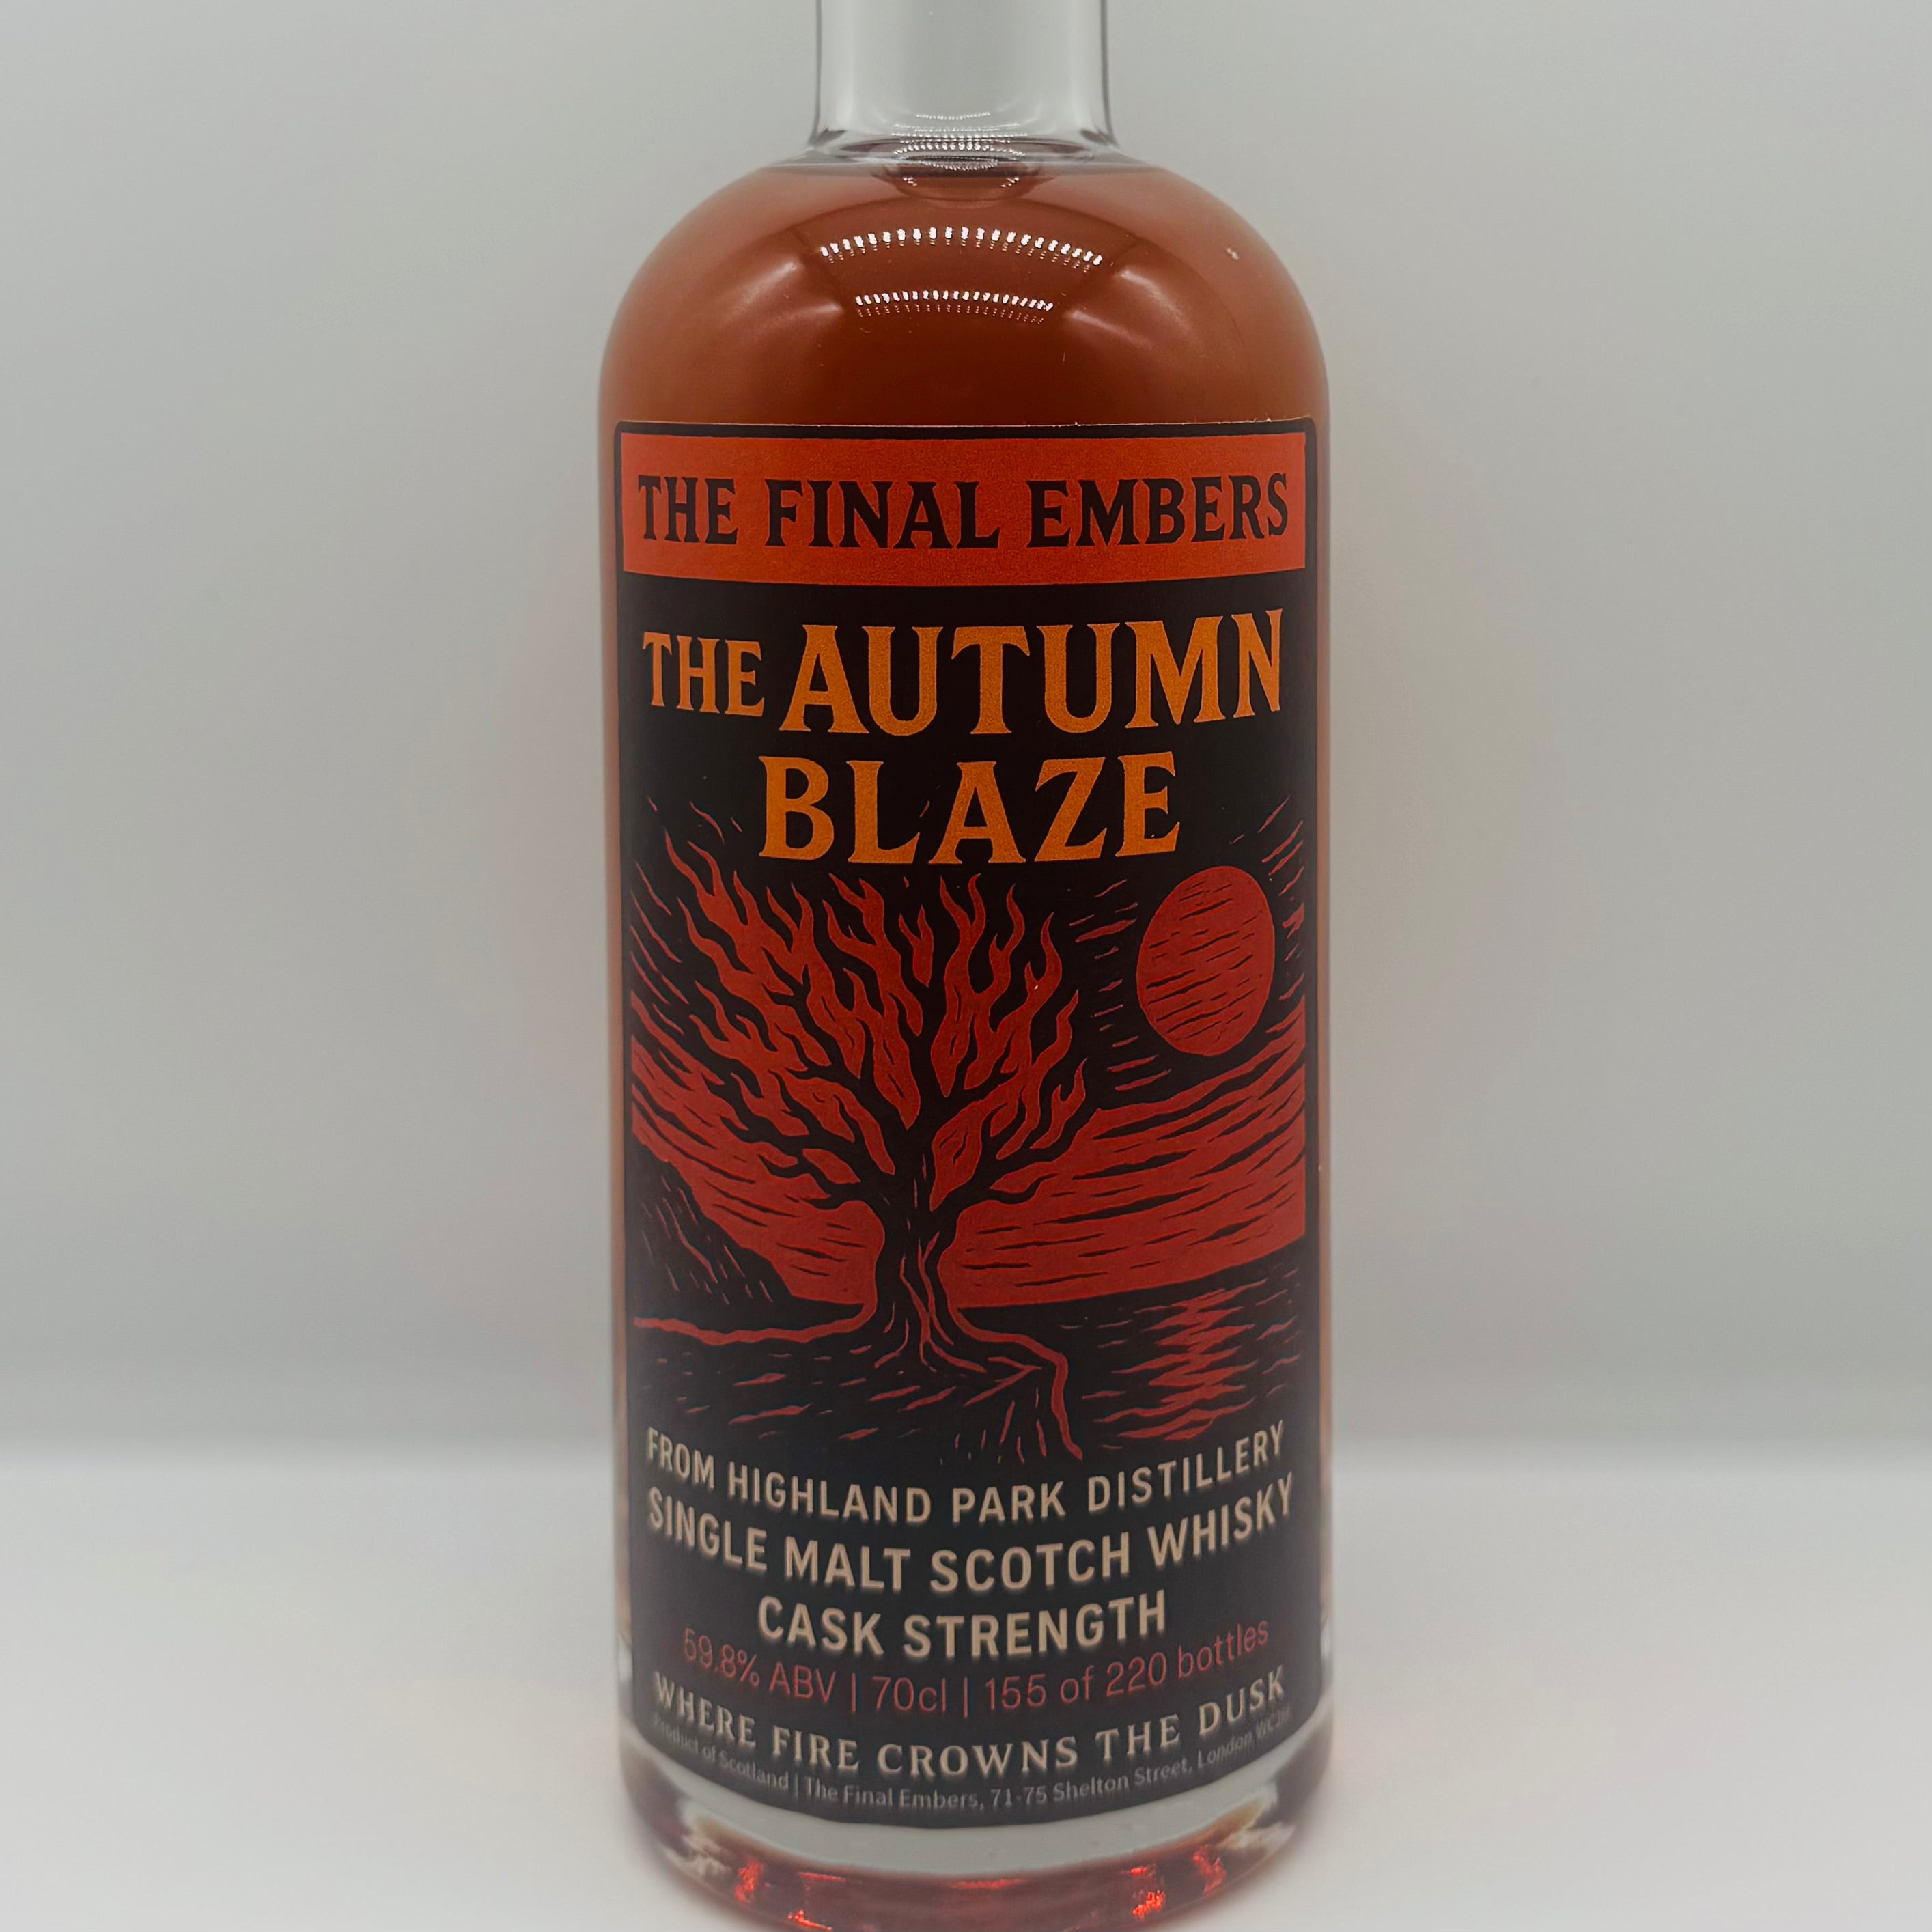 THE FINAL EMBERS
THE AUTUMN
BLAZE
FROM HIGHLAND PARK DISTILLERY
SINGLE MALT SCOTCH WHISKY
CASK STRENGTH
59.8% ABV | 70cl | 155 of 220 bottles
WHERE FIRE CROWNS THE DUSK
Product of Scotland | The Final Embers, 71-75 Shelton Street, London